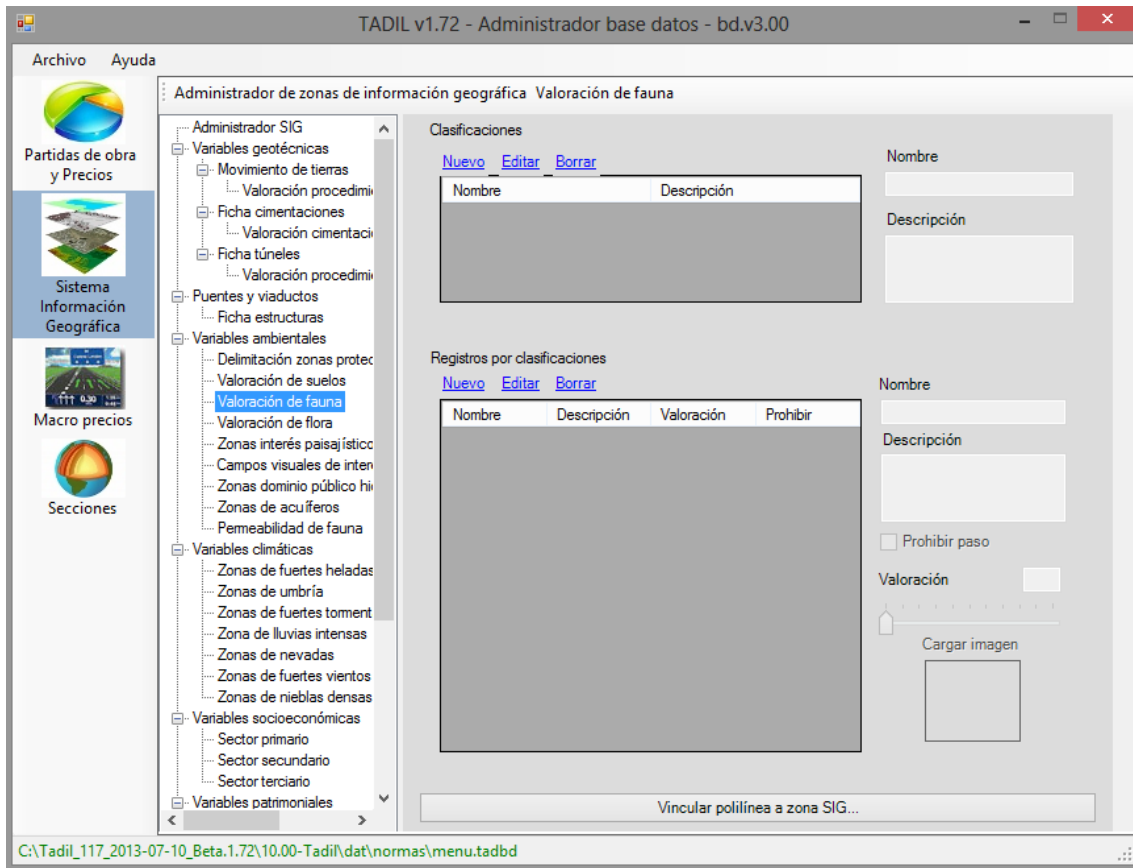 TADIL v1.72 - Administrador base datos - bd.v3.00
Archivo Ayuda
Partidas de obra
y Precios
Sistema
Información
Geográfica
Macro precios
Secciones
Administrador de zonas de información geográfica Valoración de fauna
Administrador SIG
Variables geotécnicas
Movimiento de tierras
Valoración procedimie
Ficha cimentaciones
Valoración cimentacio
Ficha túneles
Valoración procedimie
Puentes y viaductos
Ficha estructuras
Variables ambientales
Delimitación zonas protec
Valoración de suelos
Valoración de fauna
Valoración de flora
Zonas interés paisajístico
Campos visuales de inter
Zonas dominio público hi
Zonas de acuíferos
Permeabilidad de fauna
Variables climáticas
Zonas de fuertes heladas
Zonas de umbría
Zonas de fuertes torment
Zona de lluvias intensas
Zonas de nevadas
Zonas de fuertes vientos
Zonas de nieblas densas
Variables socioeconómicas
Sector primario
Sector secundario
Sector terciario
Variables patrimoniales
Clasificaciones
Nuevo Editar Borrar
Nombre Descripción
Nombre
Descripción
Registros por clasificaciones
Nuevo Editar Borrar
Nombre Descripción Valoración Prohibir
Nombre
Descripción
Prohibir paso
Valoración
Cargar imagen
Vincular polilínea a zona SIG...
C:\Tadil_117_2013-07-10_Beta.1.72\10.00-Tadil\dat\normas\menu.tadbd